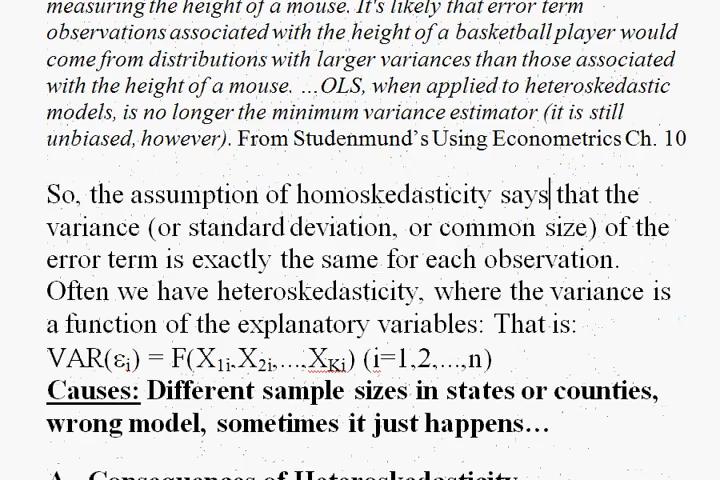 measuring the height of a mouse. It's likely that error term
observations associated with the height of a basketball player would
come from distributions with larger variances than those associated
with the height of a mouse. …OLS, when applied to heteroskedastic
models, is no longer the minimum variance estimator (it is still
unbiased, however). From Studenmund's Using Econometrics Ch. 10
So, the assumption of homoskedasticity says that the
variance (or standard deviation, or common size) of the
error term is exactly the same for each observation.
Often we have heteroskedasticity, where the variance is
a function of the explanatory variables: That is:
VAR(εi) = F(X1i,X2i,…,XKi) (i=1,2,…,n)
Causes: Different sample sizes in states or counties,
wrong model, sometimes it just happens…
A. Consequences of Heteroskedasticity